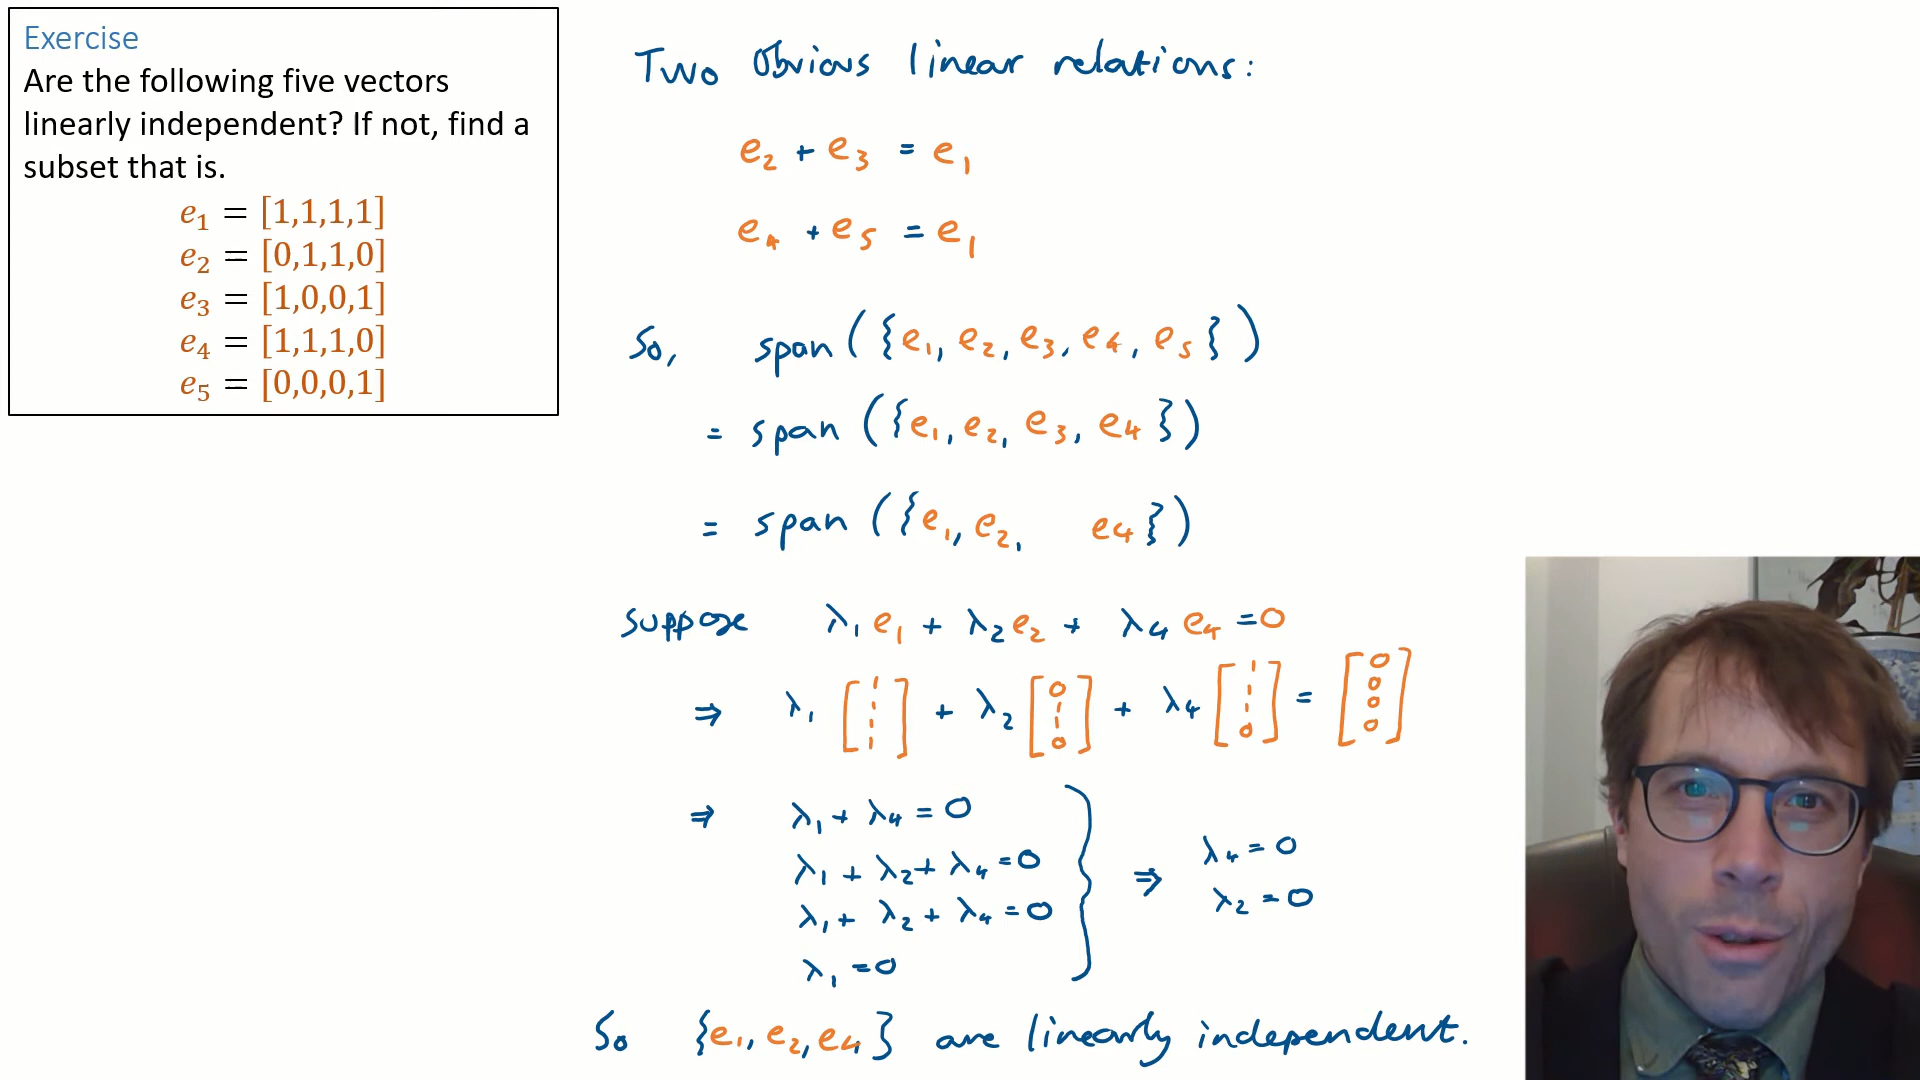 Exercise
Are the following five vectors
linearly independent? If not, find a
subset that is.
e₁ = [1,1,1,1]
e₂ = [0,1,1,0]
e₃ = [1,0,0,1]
e₄ = [1,1,1,0]
e₅ = [0,0,0,1]
Two obvious linear relations:
e₂ + e₃ = e₁
e₄ + e₅ = e₁
So, span ({e₁, e₂, e₃, e₄, e₅})
= span ({e₁, e₂, e₃, e₄})
= span ({e₁, e₂, e₄})
suppose λ₁ e₁ + λ₂ e₂ + λ₄ e₄ = 0
⇒ λ₁ [1 1 1 1] + λ₂ [0 1 1 0] + λ₄ [1 1 1 0] = [0 0 0 0]
⇒ λ₁ + λ₄ = 0
λ₁ + λ₂ + λ₄ = 0
λ₁ + λ₂ + λ₄ = 0
λ₁ = 0
} ⇒ λ₄ = 0
λ₂ = 0
So {e₁, e₂, e₄} are linearly independent.